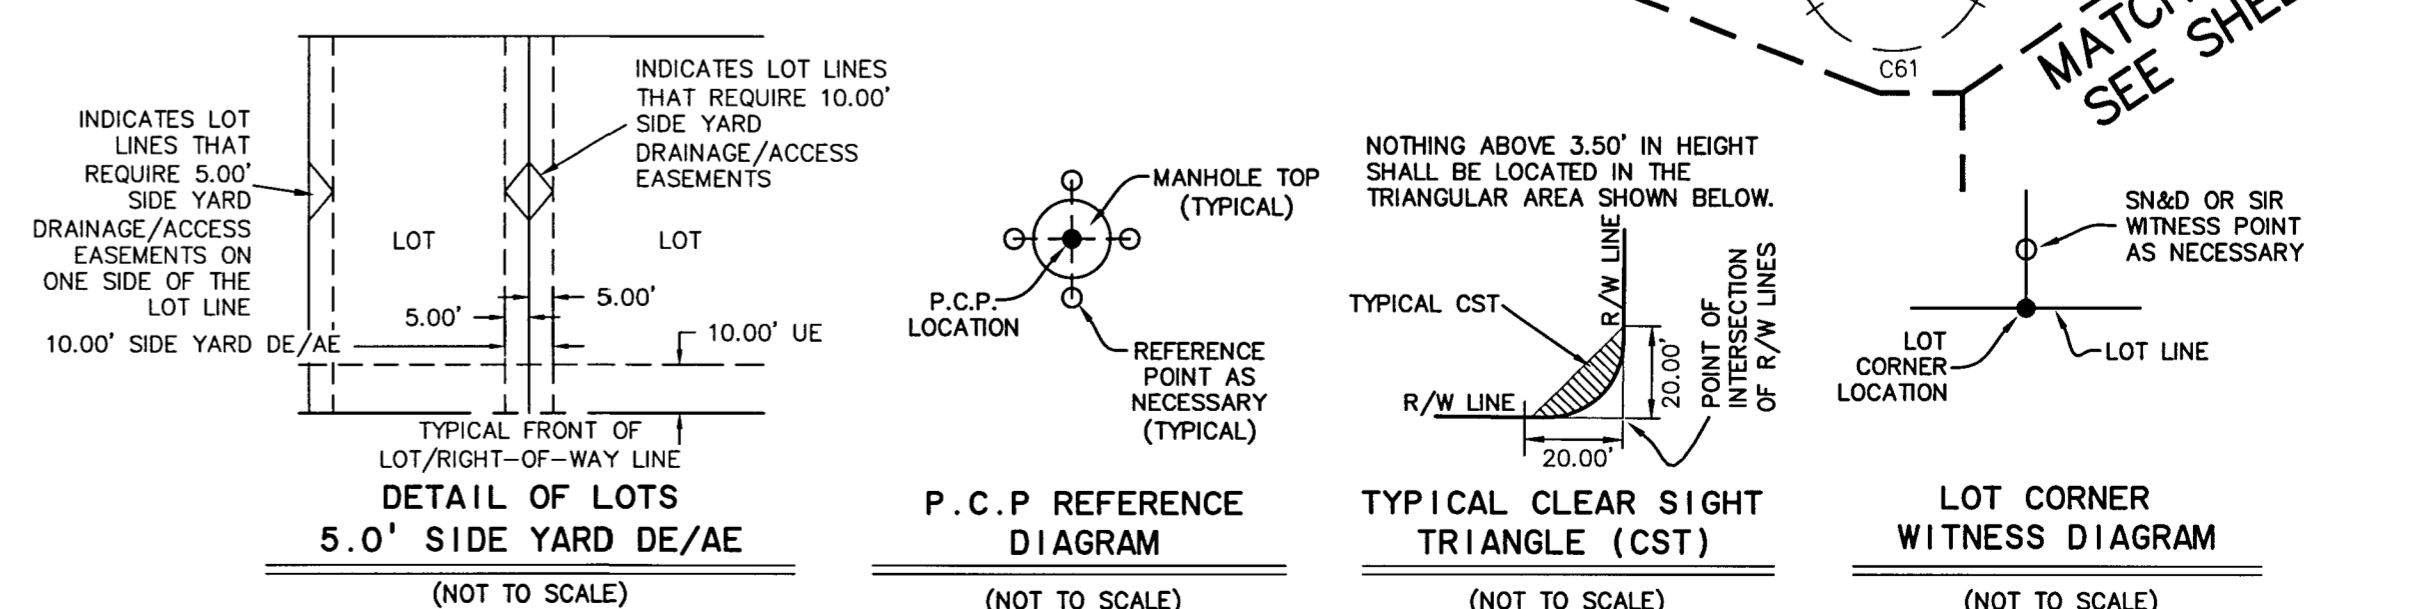 INDICATES LOT
LINES THAT
REQUIRE 5.00'
SIDE YARD
DRAINAGE/ACCESS
EASEMENTS ON
ONE SIDE OF THE
LOT LINE
INDICATES LOT LINES
THAT REQUIRE 10.00'
SIDE YARD
DRAINAGE/ACCESS
EASEMENTS
LOT
LOT
5.00'
5.00'
10.00' SIDE YARD DE/AE
10.00' UE
TYPICAL FRONT OF
LOT/RIGHT-OF-WAY LINE
DETAIL OF LOTS
5.0' SIDE YARD DE/AE
(NOT TO SCALE)
MANHOLE TOP
(TYPICAL)
P.C.P.
LOCATION
REFERENCE
POINT AS
NECESSARY
(TYPICAL)
P.C.P REFERENCE
DIAGRAM
(NOT TO SCALE)
NOTHING ABOVE 3.50' IN HEIGHT
SHALL BE LOCATED IN THE
TRIANGULAR AREA SHOWN BELOW.
TYPICAL CST
R/W LINE
R/W LINE
20.00'
20.00'
POINT OF
INTERSECTION
OF R/W LINES
TYPICAL CLEAR SIGHT
TRIANGLE (CST)
(NOT TO SCALE)
C61
SEE
SN&D OR SIR
WITNESS POINT
AS NECESSARY
LOT
CORNER
LOCATION
LOT LINE
LOT CORNER
WITNESS DIAGRAM
(NOT TO SCALE)